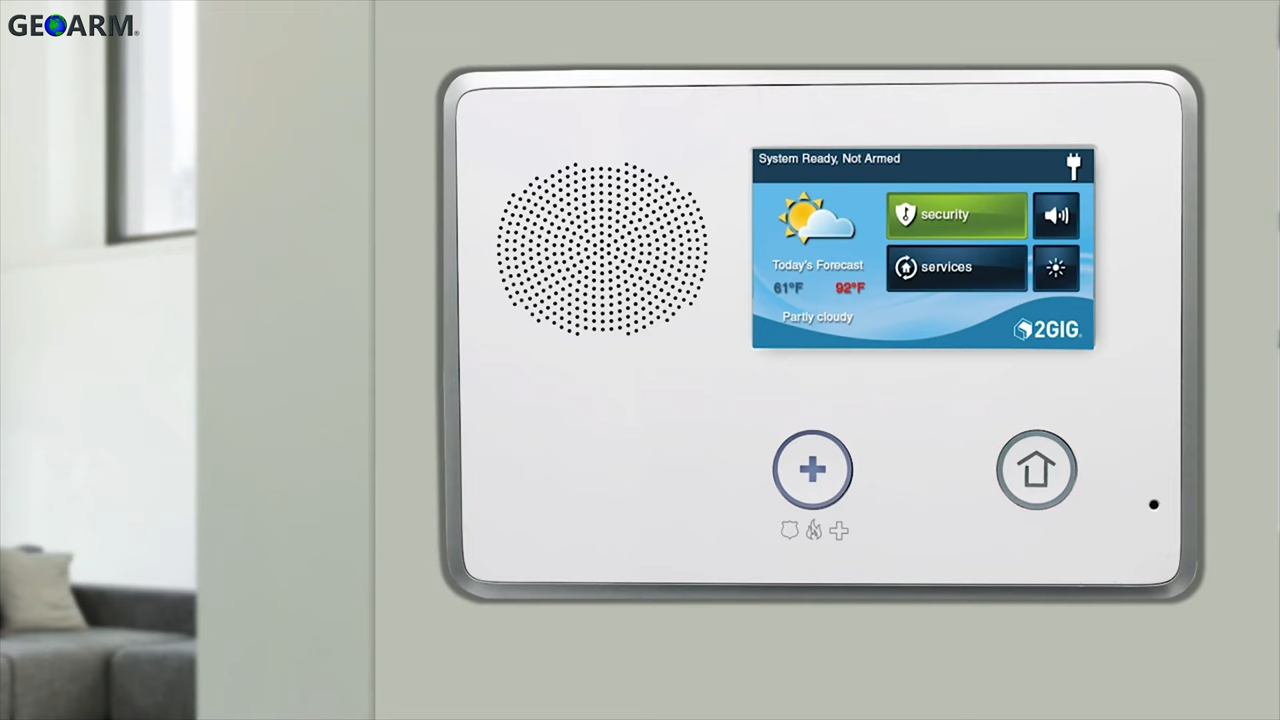 GEOARM®
System Ready, Not Armed
security
services
Today's Forecast
61°F 92°F
Partly cloudy
2GIG®